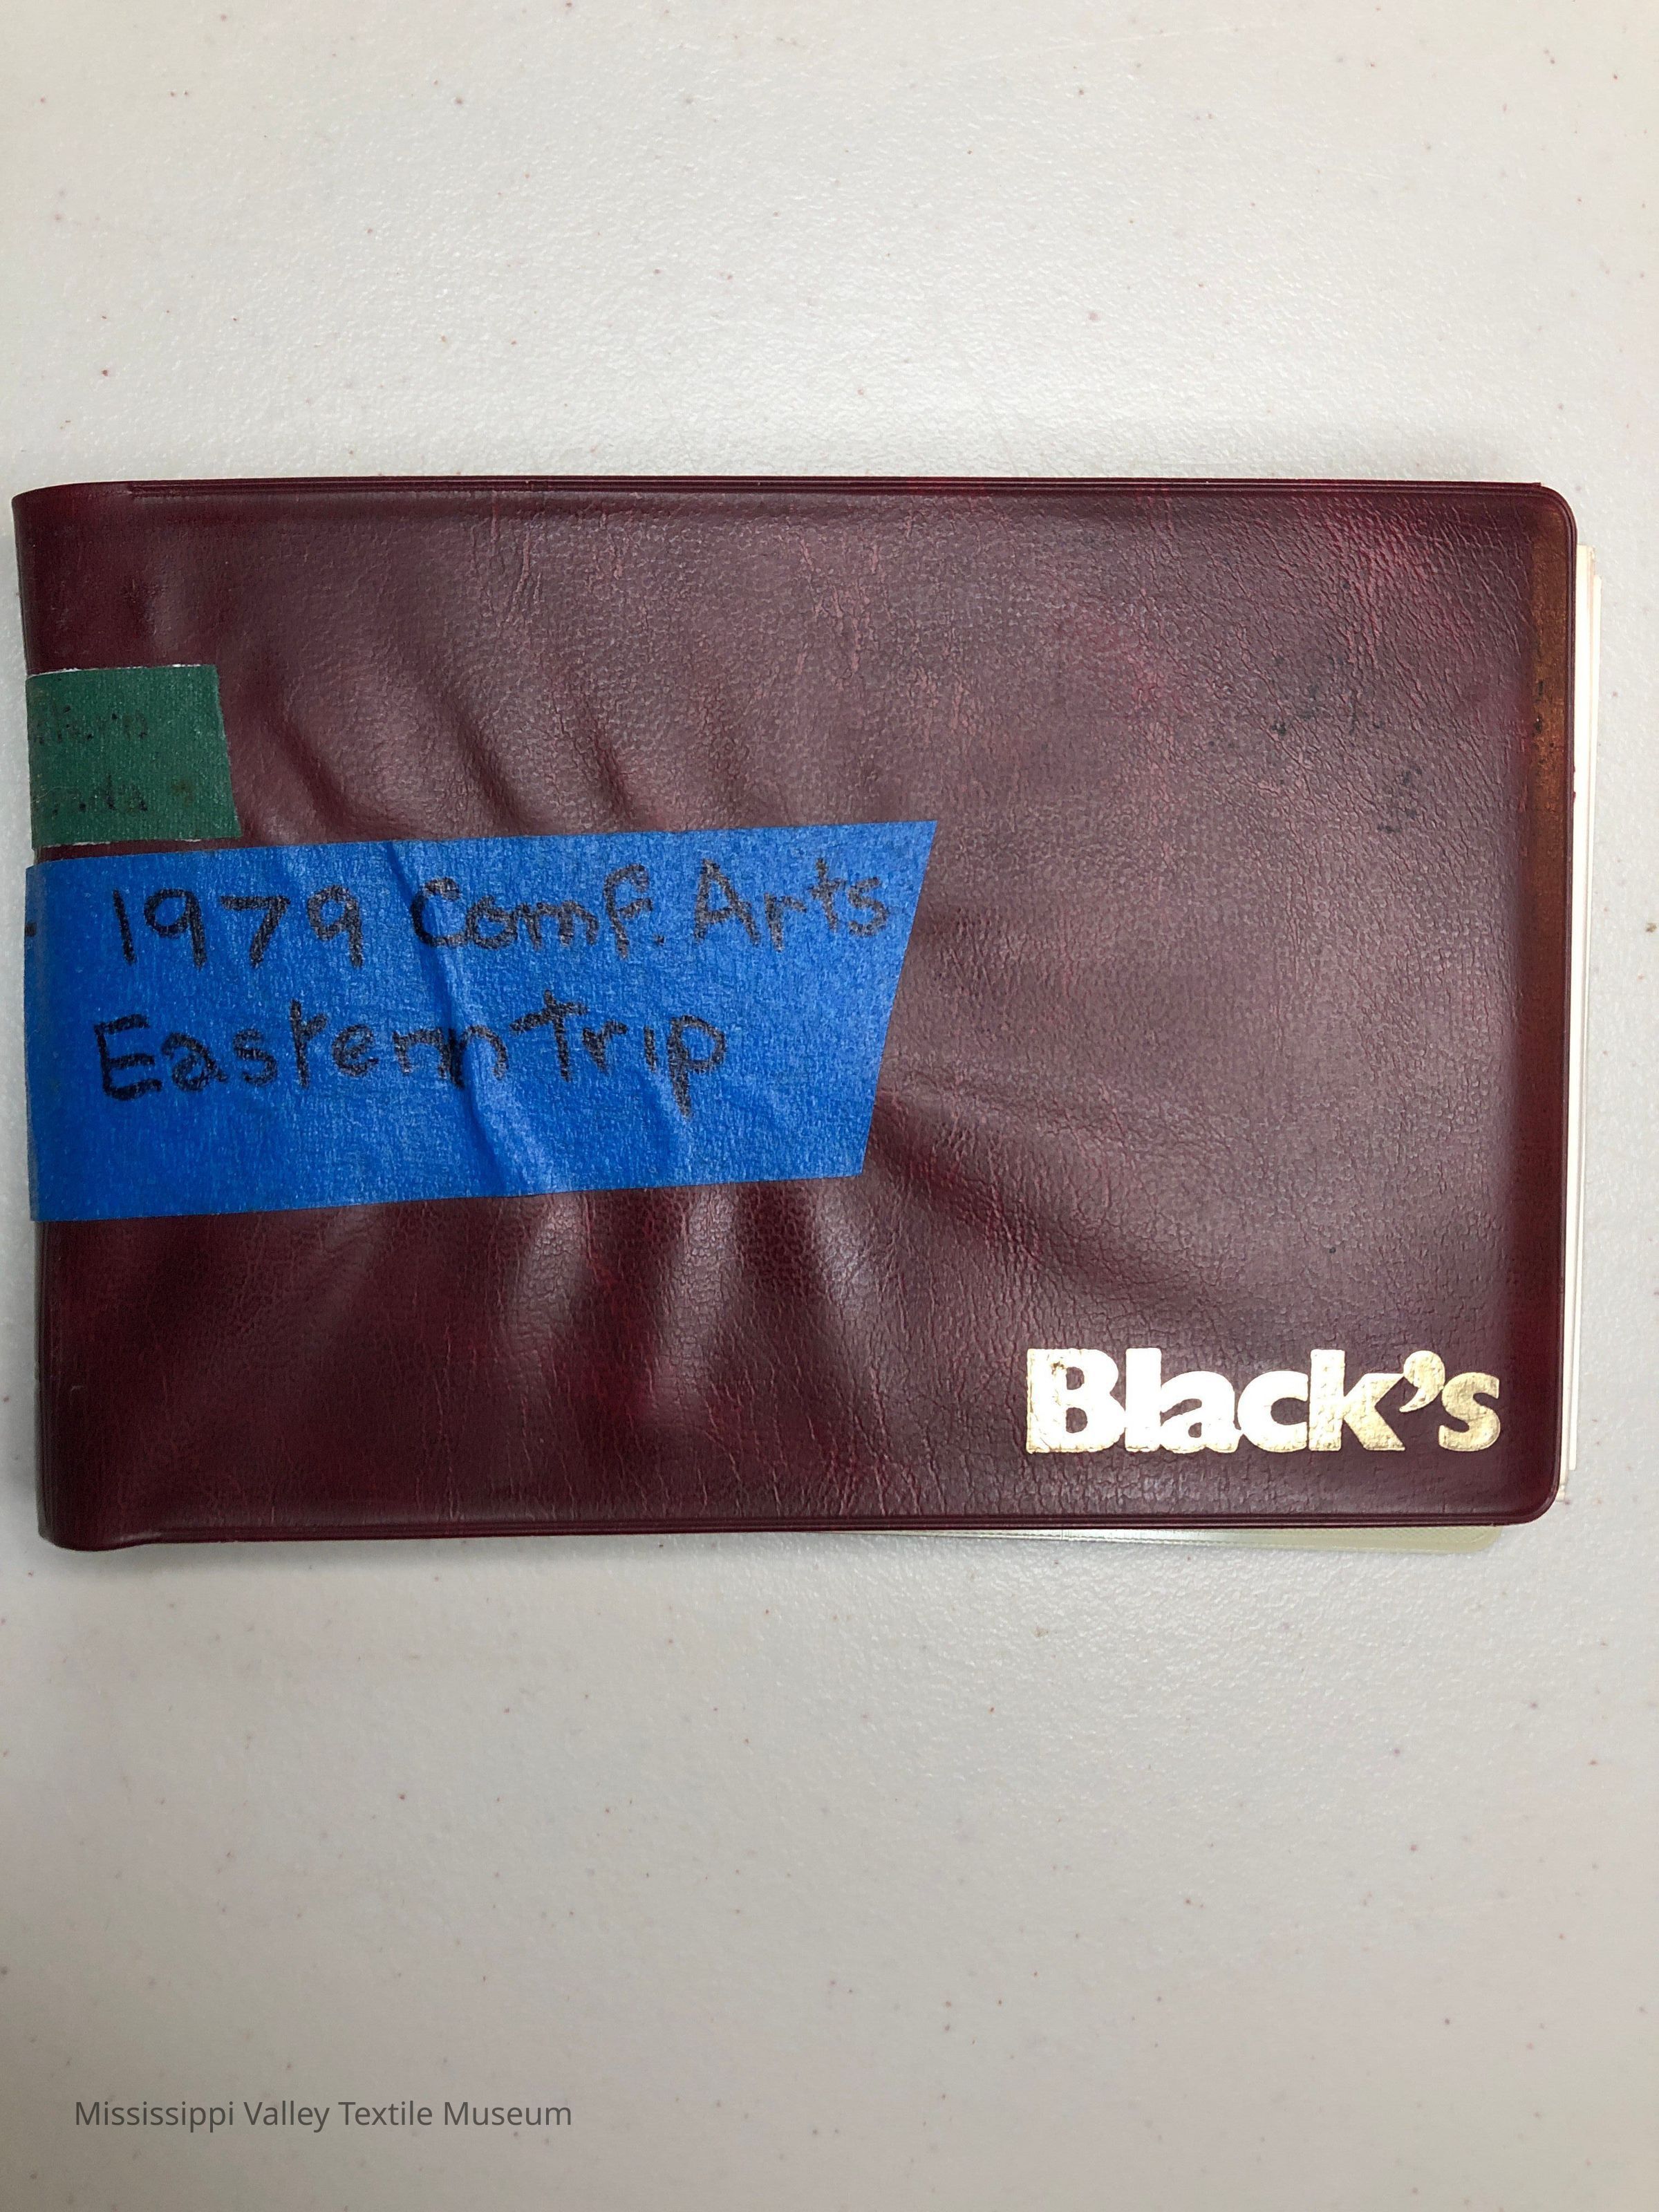 1979 Comf. Arts
Eastern Trip
Black's
Mississippi Valley Textile Museum